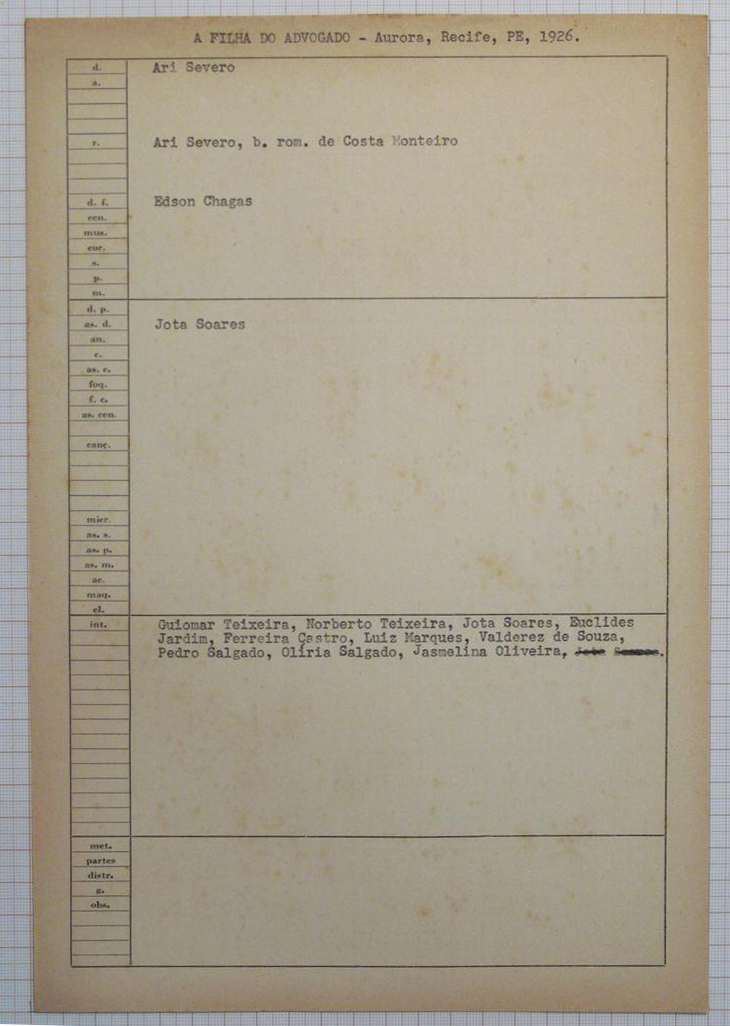 A FILHA DO ADVOGADO - Aurora, Recife, PE, 1926.
d. Ari Severo
a.
r. Ari Severo, b. rom. de Costa Monteiro
d. f. Edson Chagas
cen.
mus.
cor.
s.
p.
m.
d. p.
as. d. Jota Soares
an.
c.
as. c.
foq.
f. c.
as. cen.
canç.
micr.
as. s.
as. p.
as. m.
ac.
maq.
el.
int. Guiomar Teixeira, Norberto Teixeira, Jota Soares, Euclides
Jardim, Ferreira Castro, Luiz Marques, Valderez de Souza,
Pedro Salgado, Olíria Salgado, Jasmelina Oliveira, Jota Soares.
met.
partes
distr.
g.
obs.